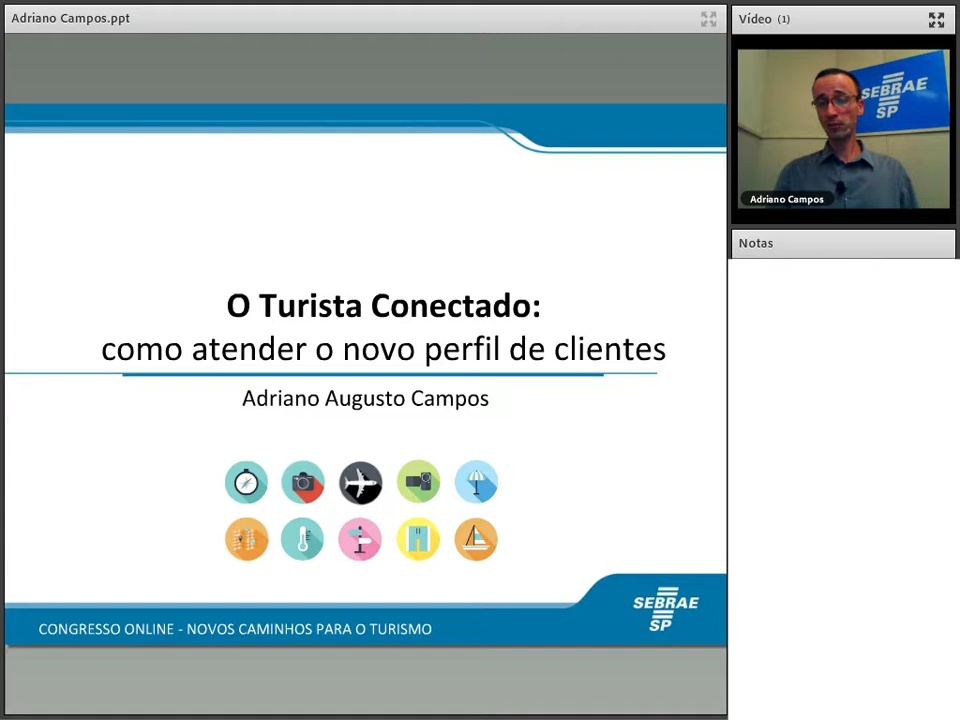 Adriano Campos.ppt
O Turista Conectado:
como atender o novo perfil de clientes
Adriano Augusto Campos
CONGRESSO ONLINE - NOVOS CAMINHOS PARA O TURISMO
SEBRAE
SP
Vídeo (1)
SEBRAE
SP
Adriano Campos
Notas